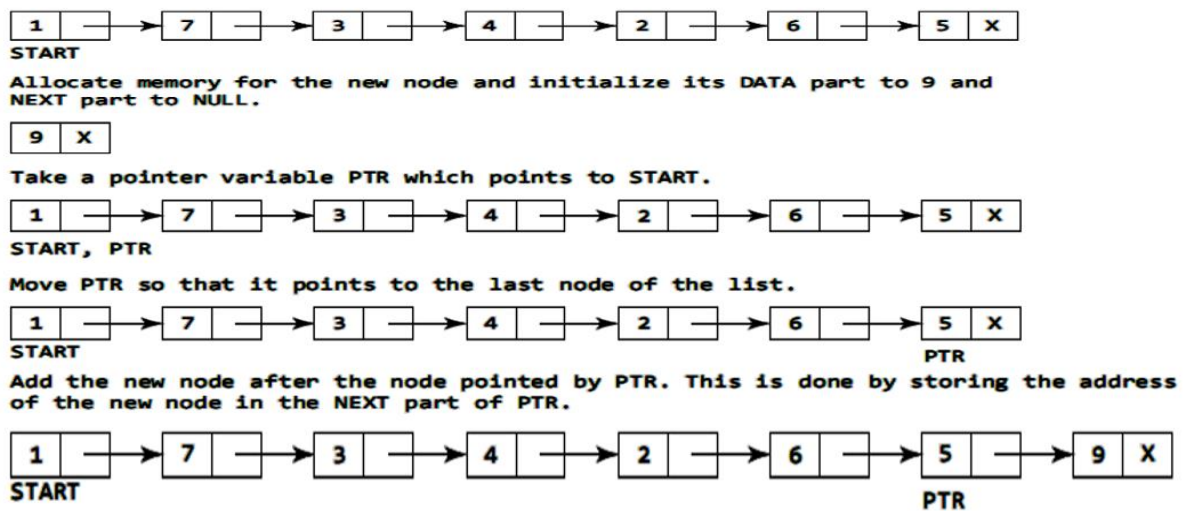 1 7 3 4 2 6 5 X
START
Allocate memory for the new node and initialize its DATA part to 9 and
NEXT part to NULL.
9 X
Take a pointer variable PTR which points to START.
1 7 3 4 2 6 5 X
START, PTR
Move PTR so that it points to the last node of the list.
1 7 3 4 2 6 5 X
START PTR
Add the new node after the node pointed by PTR. This is done by storing the address
of the new node in the NEXT part of PTR.
1 7 3 4 2 6 5 9 X
START PTR